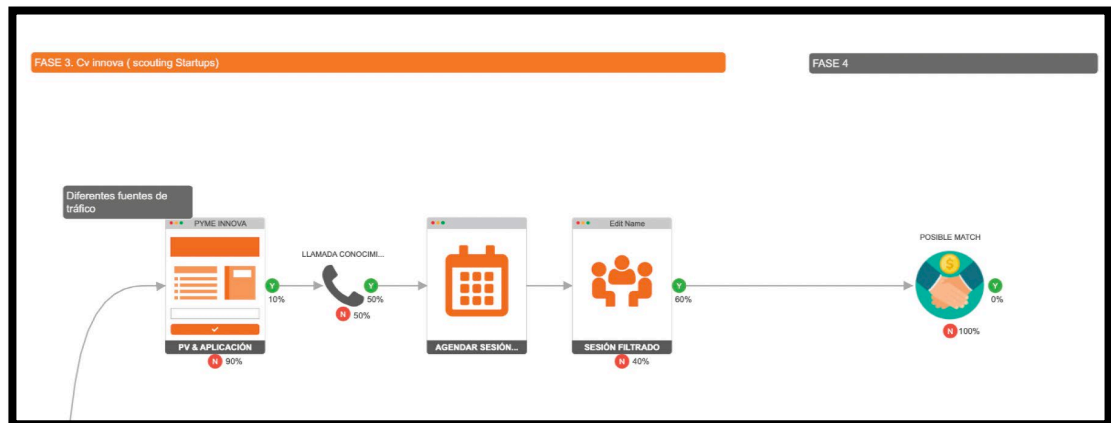 FASE 3. Cv innova ( scouting Startups)
FASE 4
Diferentes fuentes de
tráfico
PYME INNOVA
Edit Name
POSIBLE MATCH
LLAMADA CONOCIMI...
Y
10%
Y
50%
N 50%
Y
60%
Y
0%
PV & APLICACIÓN
N 90%
AGENDAR SESIÓN...
SESIÓN FILTRADO
N 40%
N 100%